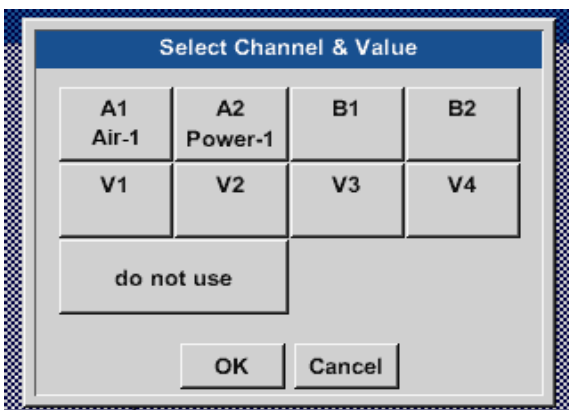 Select Channel & Value
A1 A2 B1 B2
Air-1 Power-1
V1 V2 V3 V4
do not use
OK Cancel